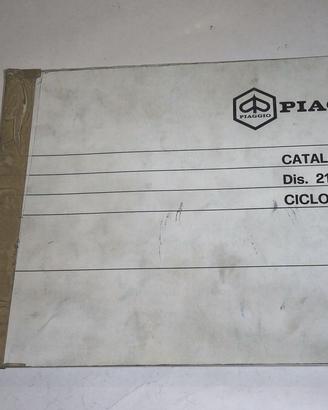 PIAGGIO
PIAG
CATAL
Dis. 21
CICLO